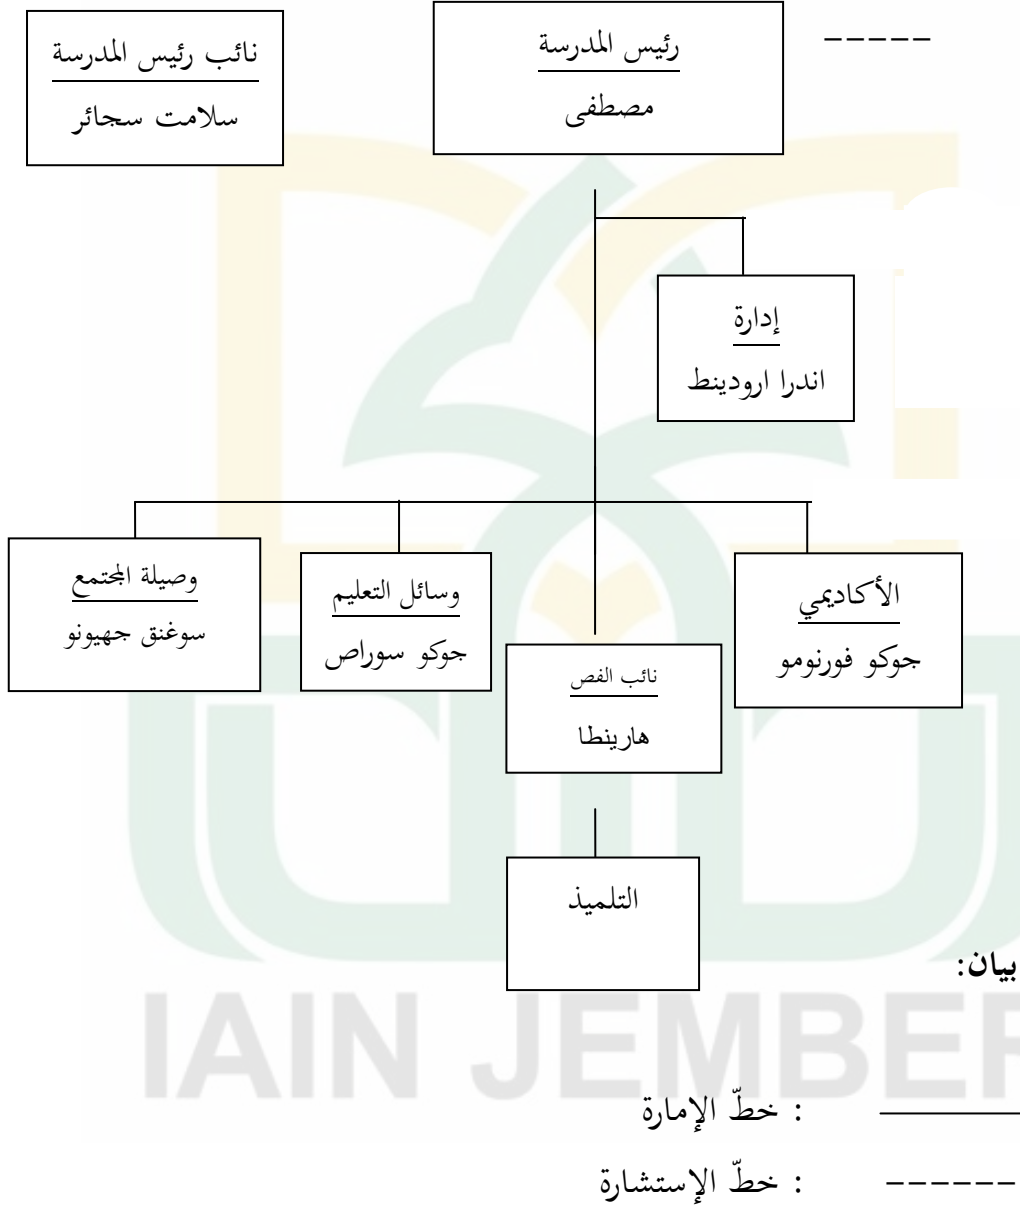 رئيس المدرسة
مصطفى
نائب رئيس المدرسة
سلامت سجائر
إدارة
اندرا ارودينط
الأكاديمي
جوكو فورنومو
وسائل التعليم
جوكو سوراص
وصيلة المجتمع
سوغنق جهيونو
نائب الفص
هارينطا
التلميذ
بيان:
: خطّ الإمارة
: خطّ الإستشارة
IAIN JEMBER